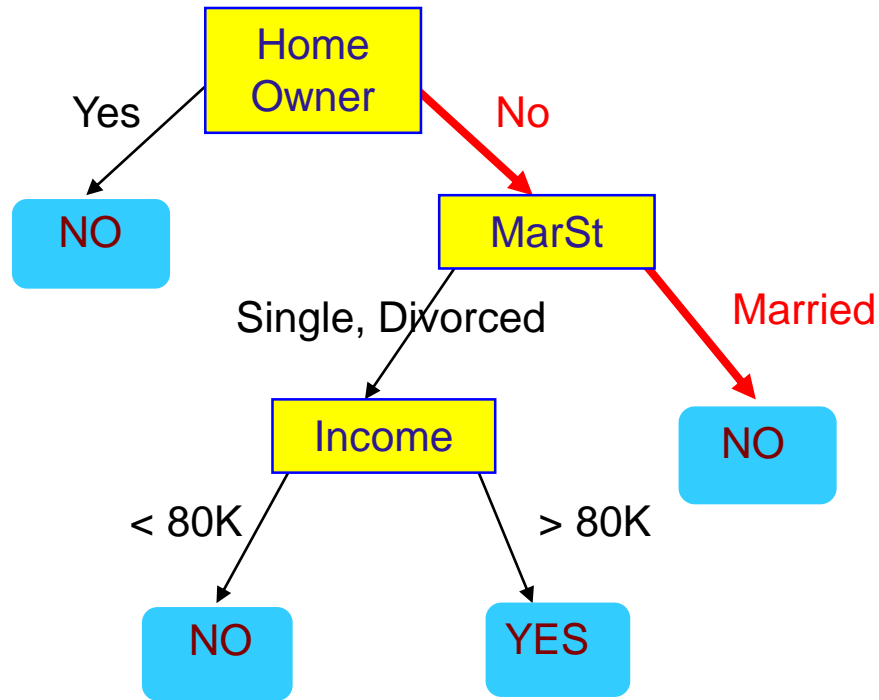 Home
Owner
Yes
No
NO
MarSt
Single, Divorced
Married
Income
NO
< 80K
> 80K
NO
YES